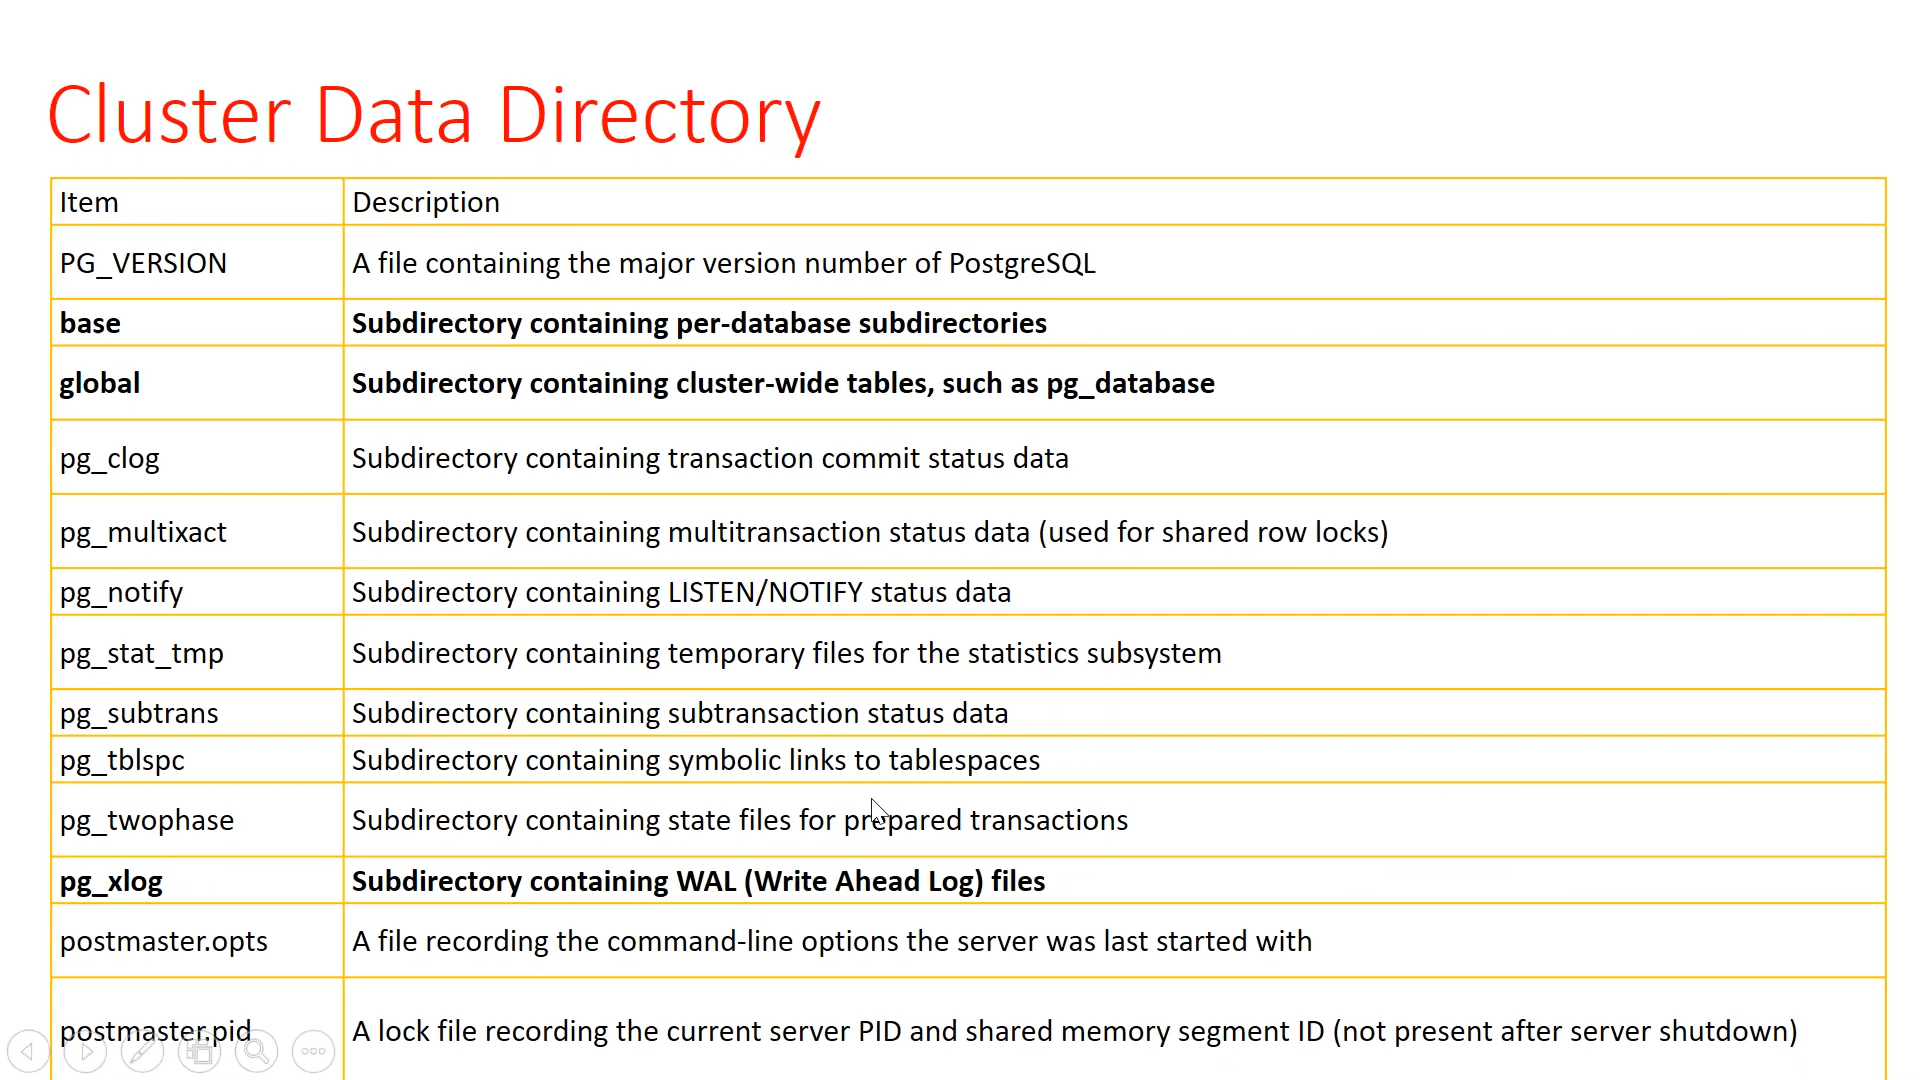 Cluster Data Directory
Item Description
PG_VERSION A file containing the major version number of PostgreSQL
base Subdirectory containing per-database subdirectories
global Subdirectory containing cluster-wide tables, such as pg_database
pg_clog Subdirectory containing transaction commit status data
pg_multixact Subdirectory containing multitransaction status data (used for shared row locks)
pg_notify Subdirectory containing LISTEN/NOTIFY status data
pg_stat_tmp Subdirectory containing temporary files for the statistics subsystem
pg_subtrans Subdirectory containing subtransaction status data
pg_tblspc Subdirectory containing symbolic links to tablespaces
pg_twophase Subdirectory containing state files for prepared transactions
pg_xlog Subdirectory containing WAL (Write Ahead Log) files
postmaster.opts A file recording the command-line options the server was last started with
postmaster.pid A lock file recording the current server PID and shared memory segment ID (not present after server shutdown)